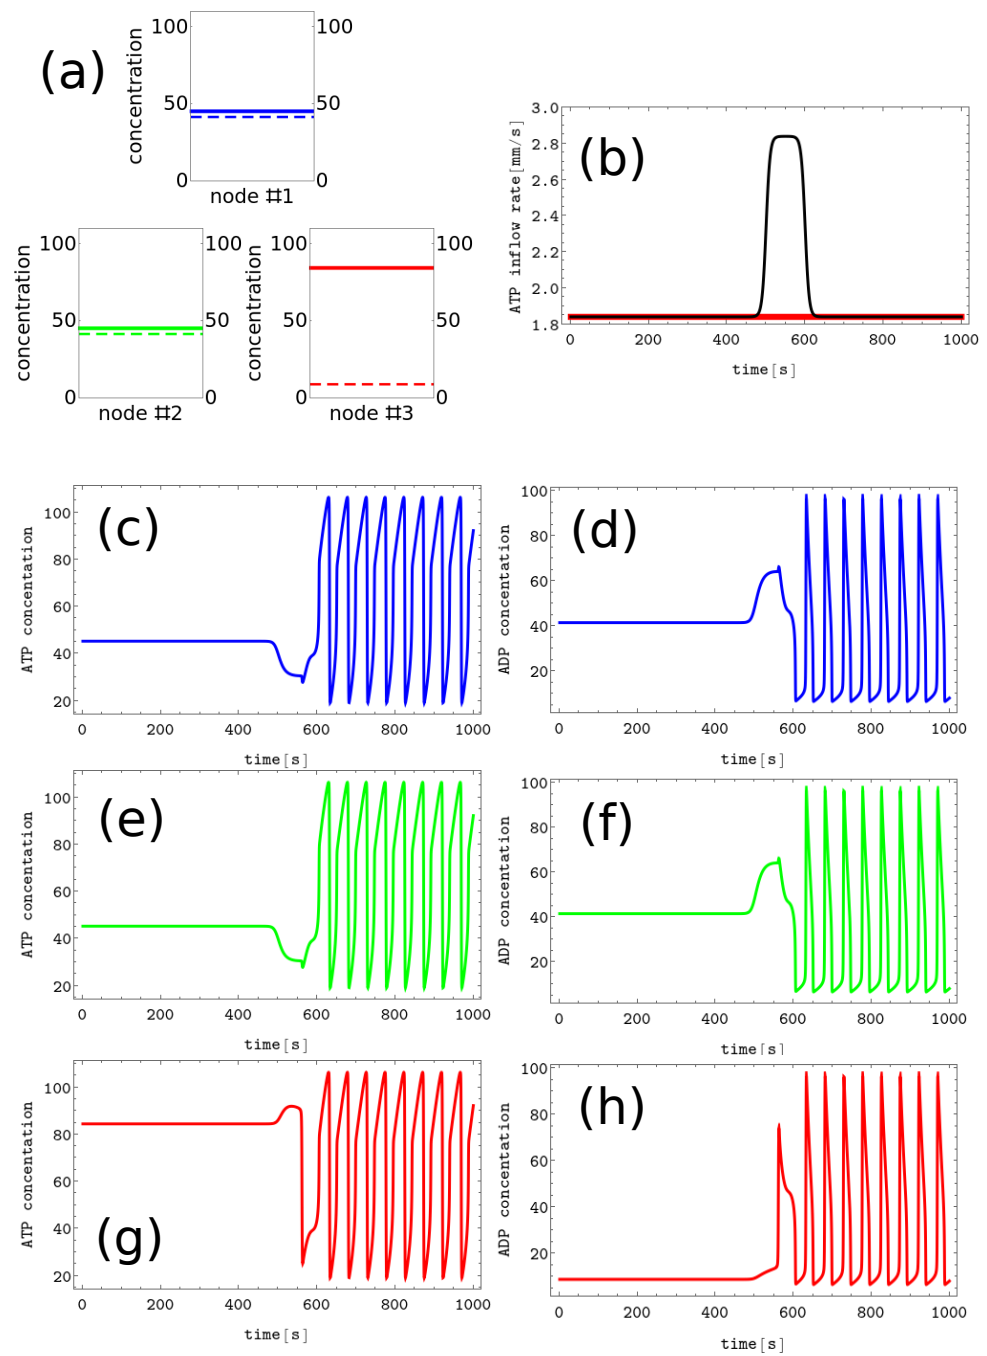 (a)
concentration
100
50
0
100
50
0
node #1
concentration
100
50
0
100
50
0
node #2
concentration
100
50
0
100
50
0
node #3
(b)
ATP inflow rate[mm/s]
3.0
2.8
2.6
2.4
2.2
2.0
1.8
0 200 400 600 800 1000
time[s]
(c)
ATP concentation
100
80
60
40
20
0 200 400 600 800 1000
time[s]
(d)
ADP concentation
100
80
60
40
20
0 200 400 600 800 1000
time[s]
(e)
ATP concentation
100
80
60
40
20
0 200 400 600 800 1000
time[s]
(f)
ADP concentation
100
80
60
40
20
0 200 400 600 800 1000
time[s]
(g)
ATP concentation
100
80
60
40
20
0 200 400 600 800 1000
time[s]
(h)
ADP concentation
100
80
60
40
20
0 200 400 600 800 1000
time[s]